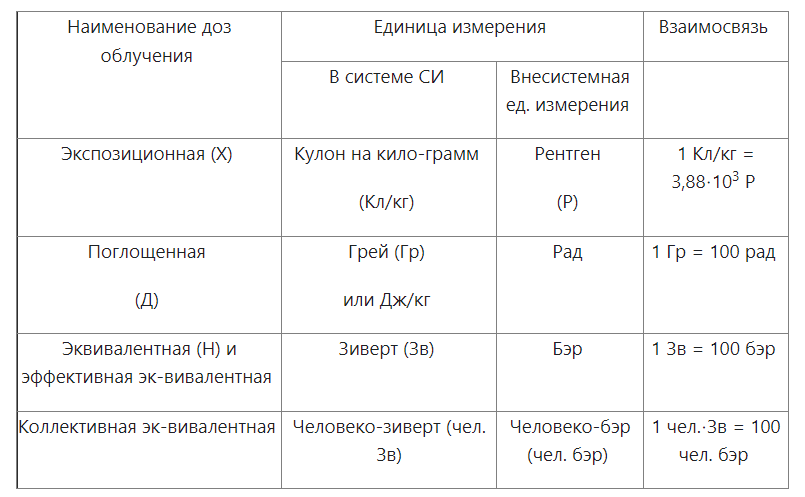 Наименование доз
облучения
Единица измерения
Взаимосвязь
В системе СИ
Внесистемная
ед. измерения
Экспозиционная (Х)
Кулон на кило-грамм
(Кл/кг)
Рентген
(Р)
1 Кл/кг =
3,88·10³ Р
Поглощенная
(Д)
Грей (Гр)
или Дж/кг
Рад
1 Гр = 100 рад
Эквивалентная (Н) и
эффективная эк-вивалентная
Зиверт (Зв)
Бэр
1 Зв = 100 бэр
Коллективная эк-вивалентная
Человеко-зиверт (чел.
Зв)
Человеко-бэр
(чел. бэр)
1 чел.·Зв = 100
чел. бэр